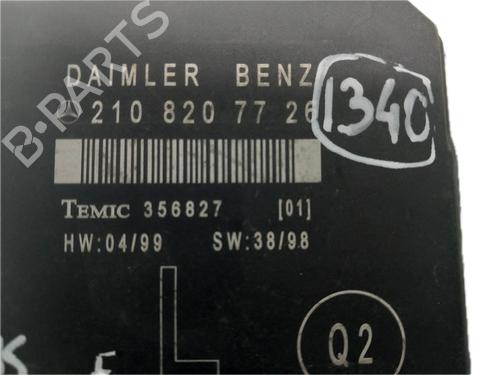 B-PARTS
DAIMLER BENZ
210 820 77 26
1340
TEMIC 356827 [01]
HW:04/99 SW:38/98
L
Q2